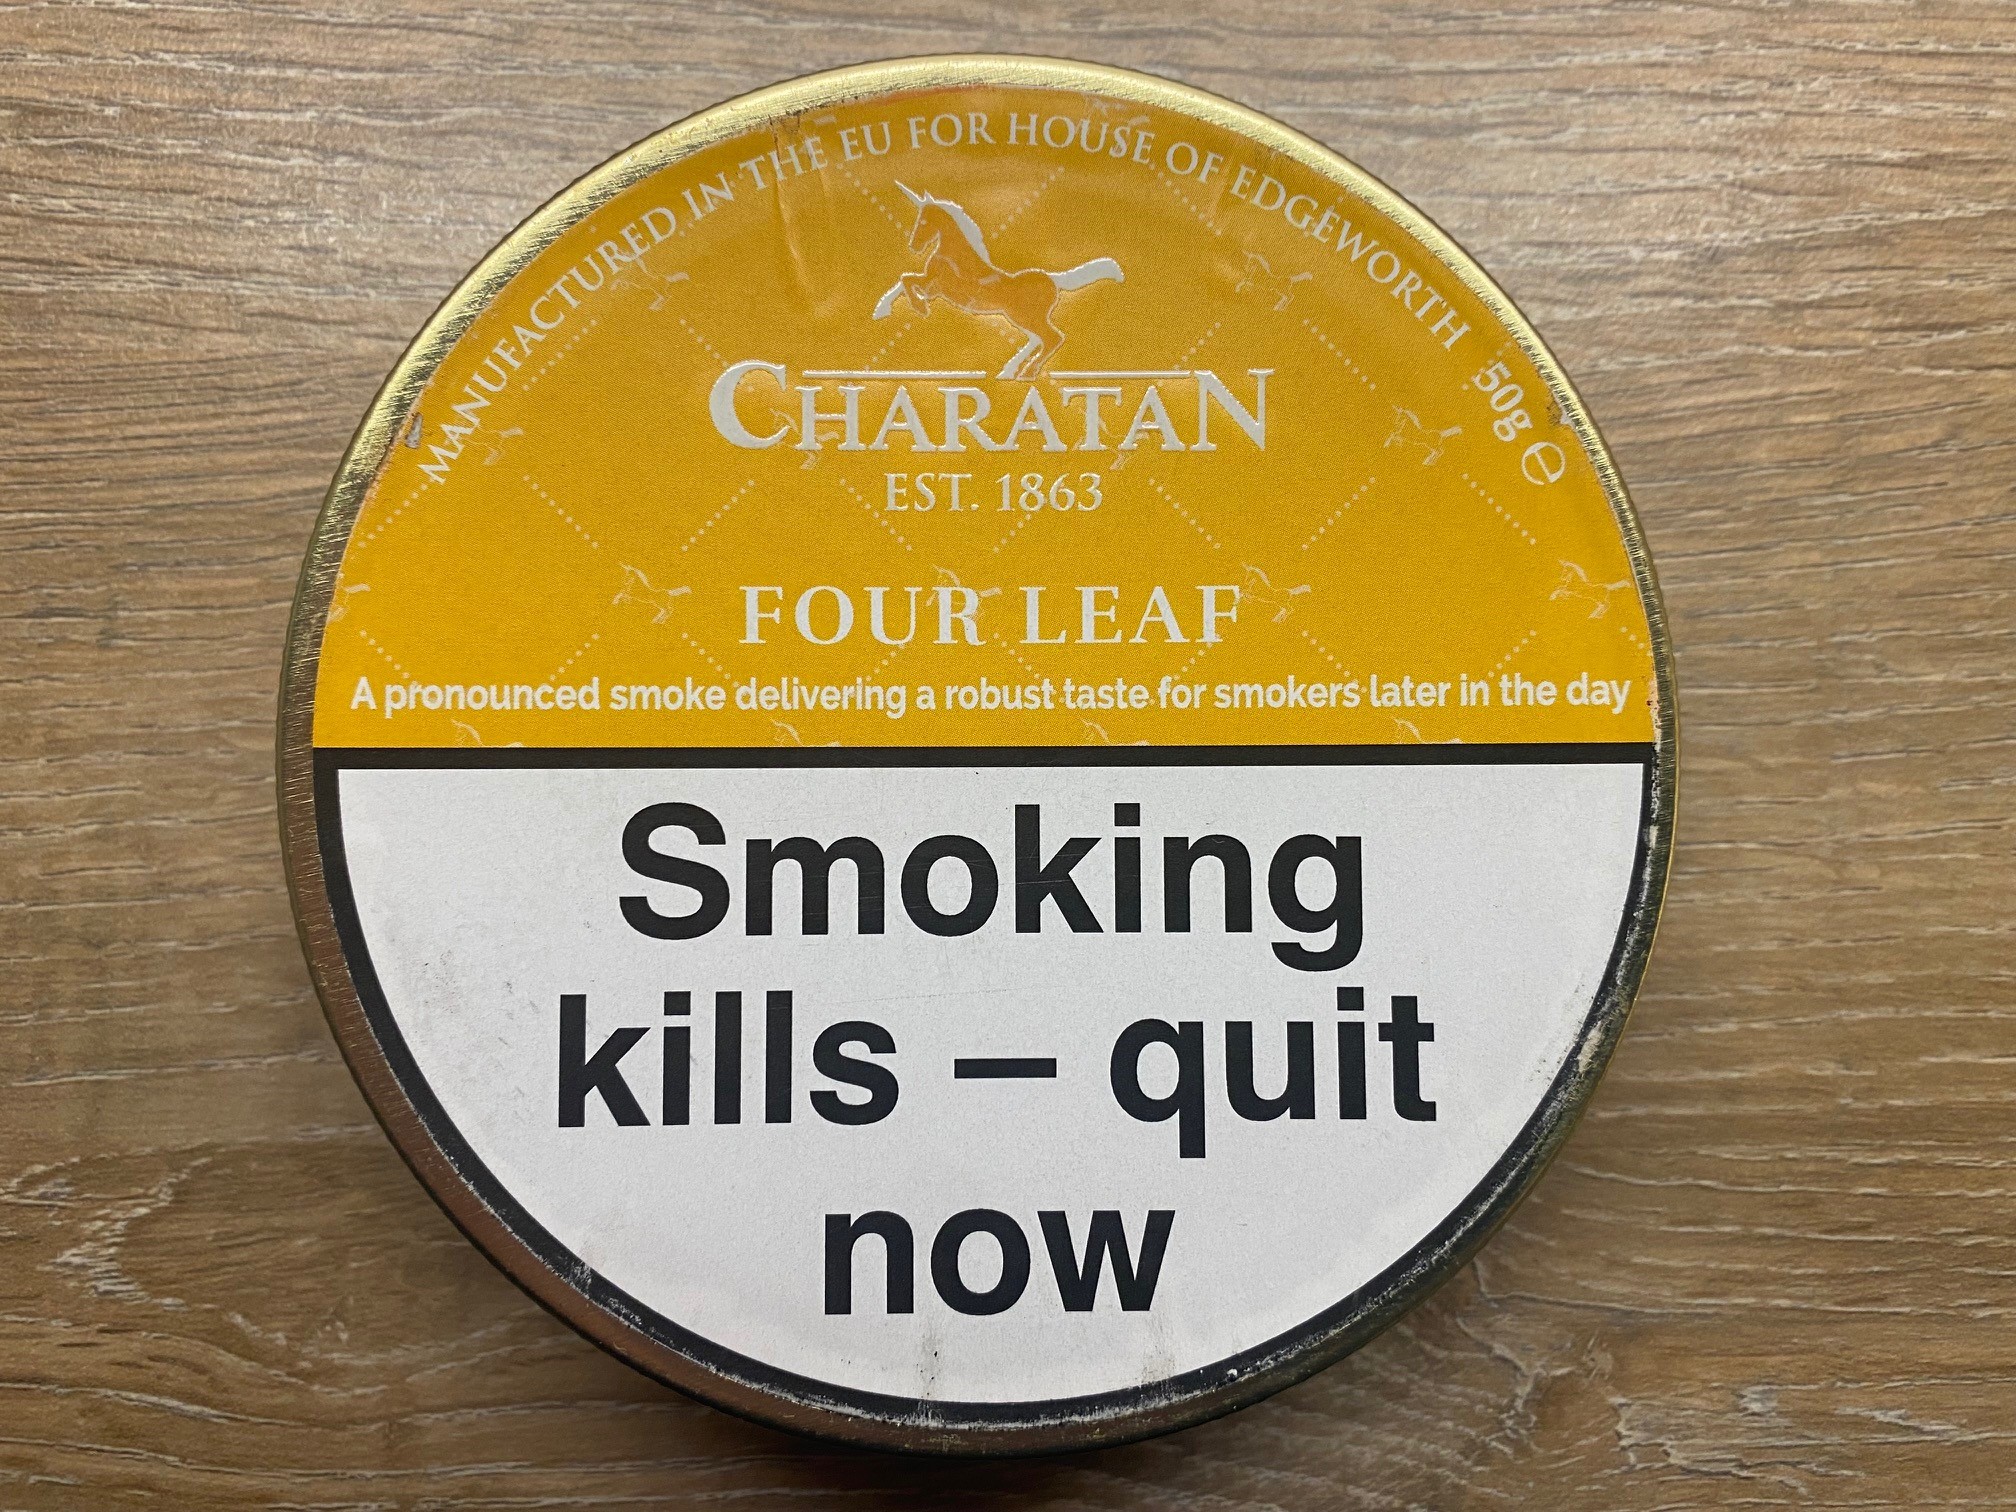 MANUFACTURED IN THE EU FOR HOUSE OF EDGEWORTH 50g ℮
CHARATAN
EST. 1863
FOUR LEAF
A pronounced smoke delivering a robust taste for smokers later in the day
Smoking
kills – quit
now